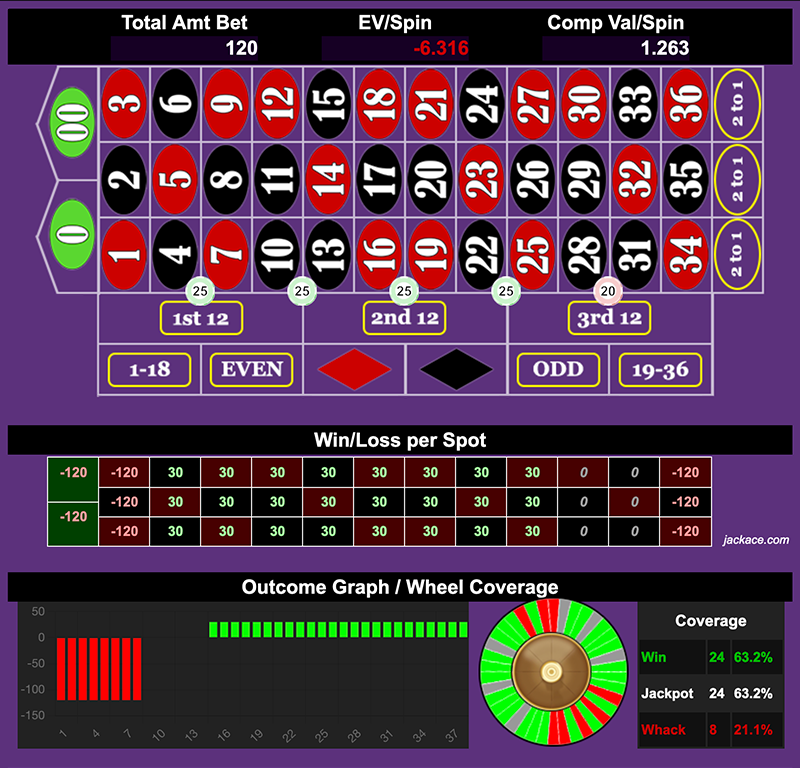 Total Amt Bet EV/Spin Comp Val/Spin
120 -6.316 1.263
00 3 6 9 12 15 18 21 24 27 30 33 36 2 to 1
2 5 8 11 14 17 20 23 26 29 32 35 2 to 1
0 1 4 7 10 13 16 19 22 25 28 31 34 2 to 1
25 25 25 25 20
1st 12 2nd 12 3rd 12
1-18 EVEN ODD 19-36
Win/Loss per Spot
-120 -120 30 30 30 30 30 30 30 30 0 0 -120
-120 30 30 30 30 30 30 30 30 0 0 -120
-120 -120 30 30 30 30 30 30 30 30 0 0 -120
jackace.com
Outcome Graph / Wheel Coverage
50
0
-50
-100
-150
1 4 7 10 13 16 19 22 25 28 31 34 37
Coverage
Win 24 63.2%
Jackpot 24 63.2%
Whack 8 21.1%